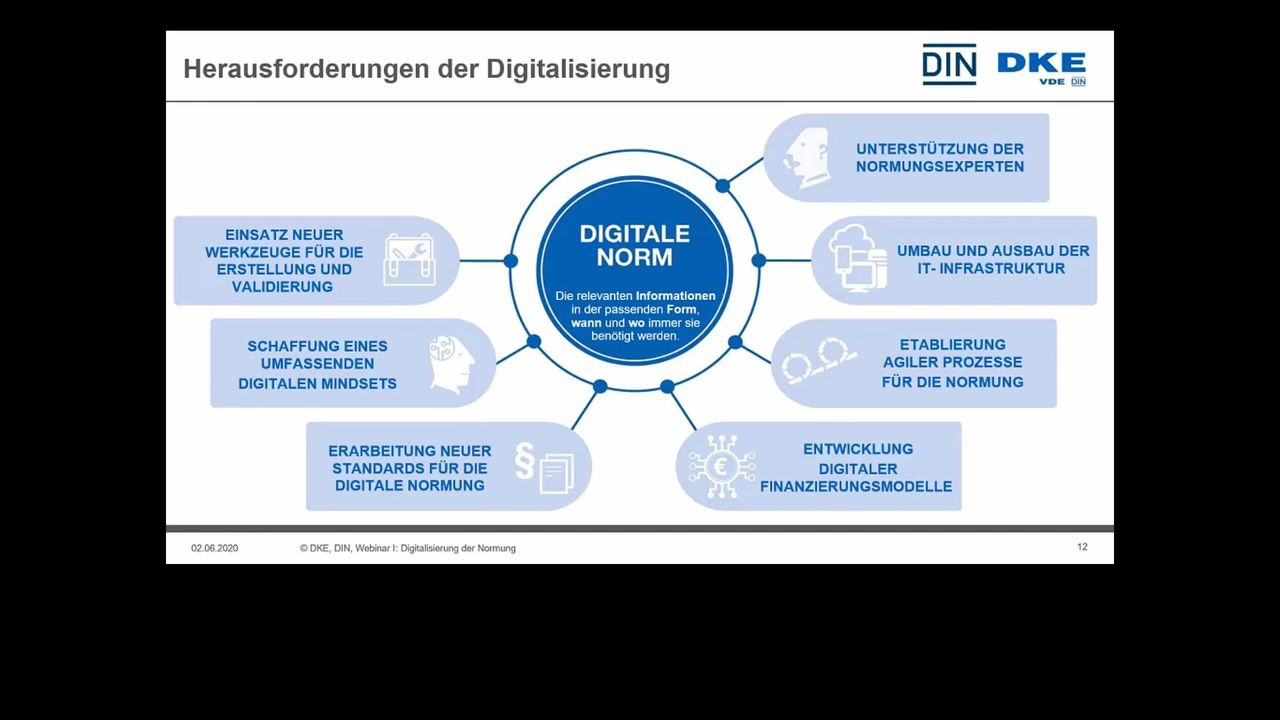 Herausforderungen der Digitalisierung
DIN
DKE
VDE DIN
UNTERSTÜTZUNG DER
NORMUNGSEXPERTEN
UMBAU UND AUSBAU DER
IT- INFRASTRUKTUR
ETABLIERUNG
AGILER PROZESSE
FÜR DIE NORMUNG
ENTWICKLUNG
DIGITALER
FINANZIERUNGSMODELLE
€
DIGITALE
NORM
Die relevanten Informationen
in der passenden Form,
wann und wo immer sie
benötigt werden.
EINSATZ NEUER
WERKZEUGE FÜR DIE
ERSTELLUNG UND
VALIDIERUNG
SCHAFFUNG EINES
UMFASSENDEN
DIGITALEN MINDSETS
ERARBEITUNG NEUER
STANDARDS FÜR DIE
DIGITALE NORMUNG
§
02.06.2020
© DKE, DIN, Webinar I: Digitalisierung der Normung
12